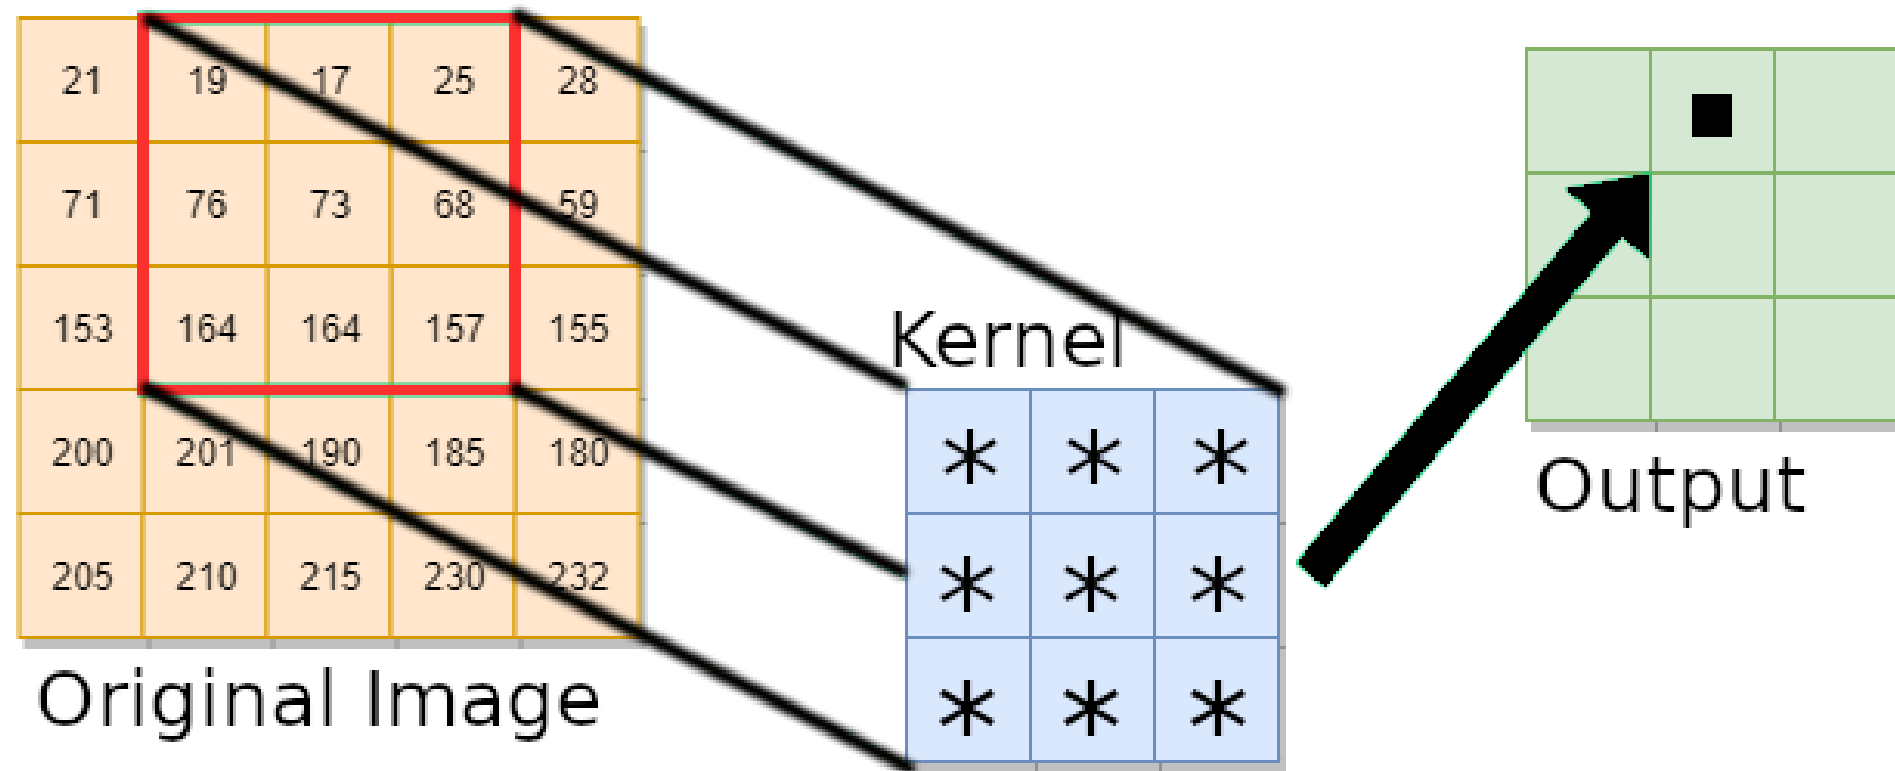 21 19 17 25 28
71 76 73 68 59
153 164 164 157 155
200 201 190 185 180
205 210 215 230 232
Original Image
Kernel
* * *
* * *
* * *
Output